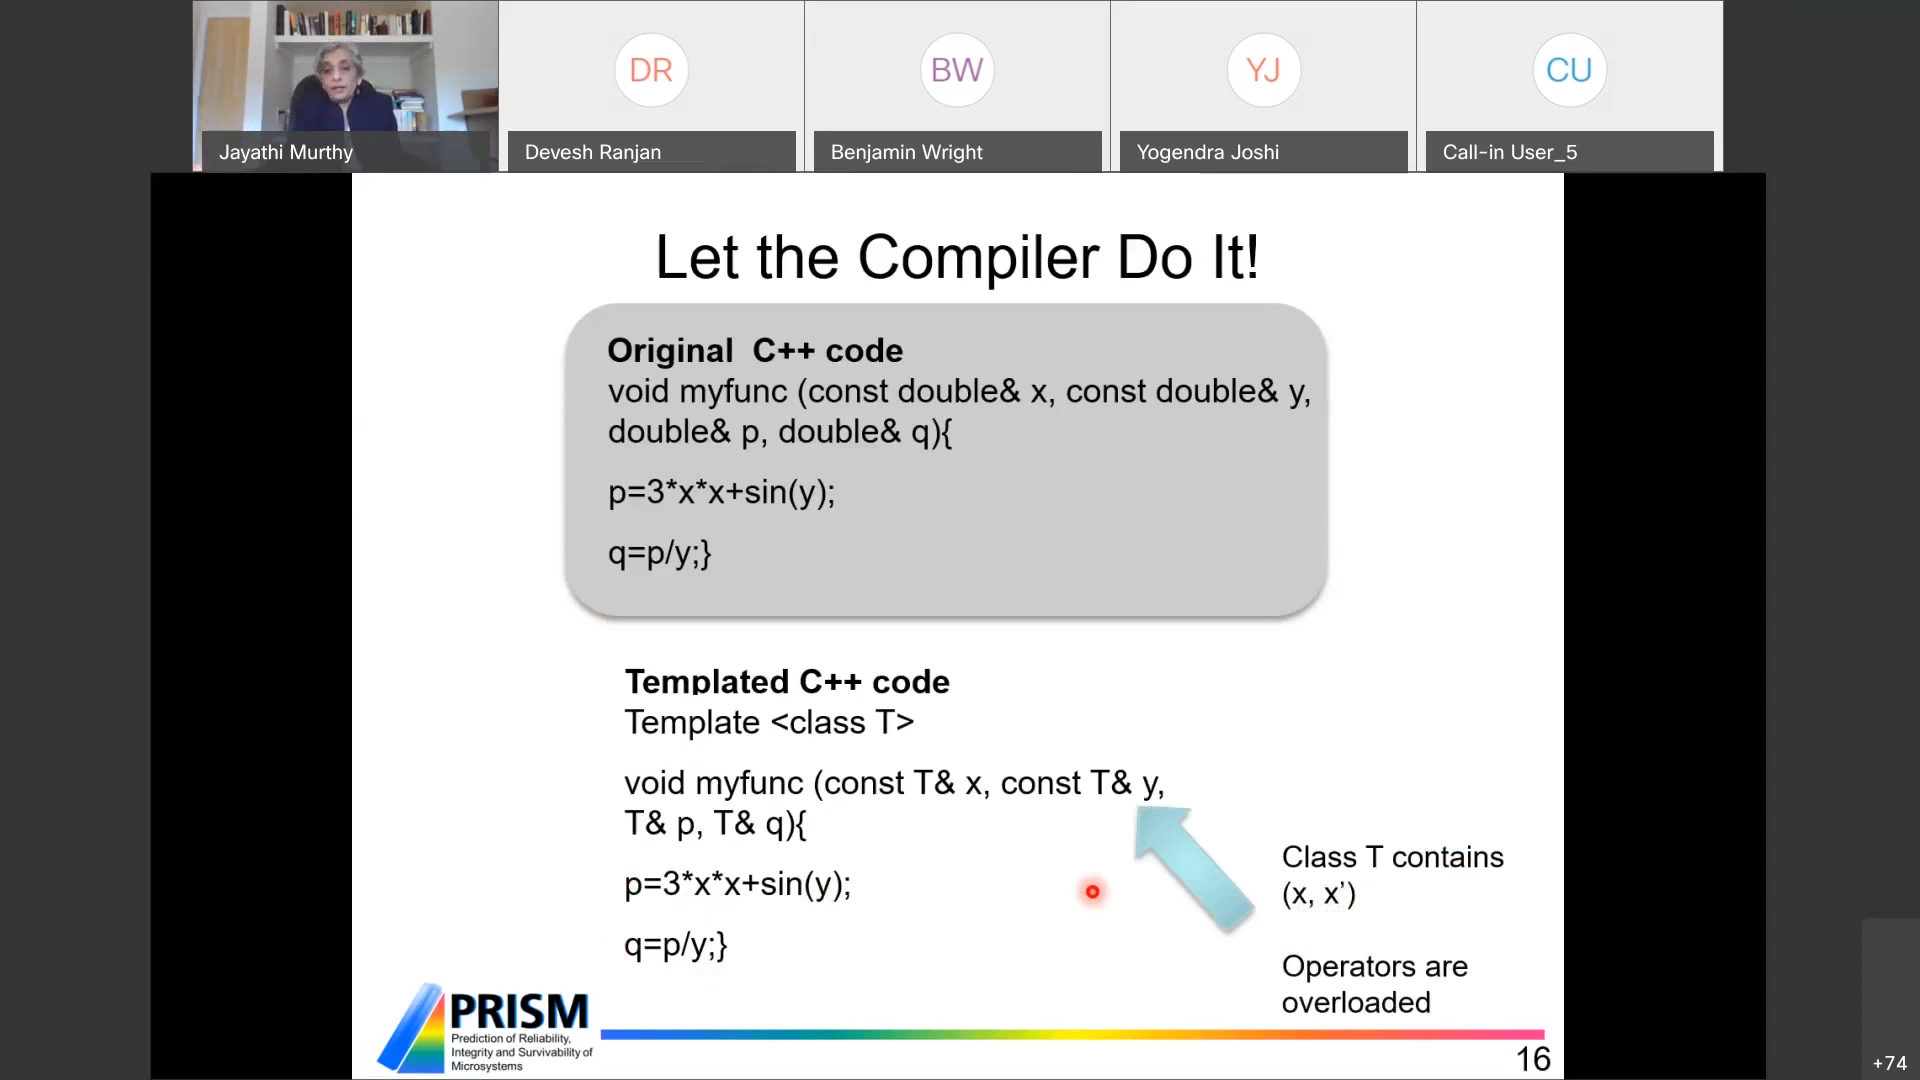 DR
BW
YJ
CU
Jayathi Murthy
Devesh Ranjan
Benjamin Wright
Yogendra Joshi
Call-in User_5
Let the Compiler Do It!
Original C++ code
void myfunc (const double& x, const double& y,
double& p, double& q){
p=3*x*x+sin(y);
q=p/y;}
Templated C++ code
Template <class T>
void myfunc (const T& x, const T& y,
T& p, T& q){
p=3*x*x+sin(y);
q=p/y;}
Class T contains
(x, x’)
Operators are
overloaded
PRISM
Prediction of Reliability,
Integrity and Survivability of
Microsystems
16
+74